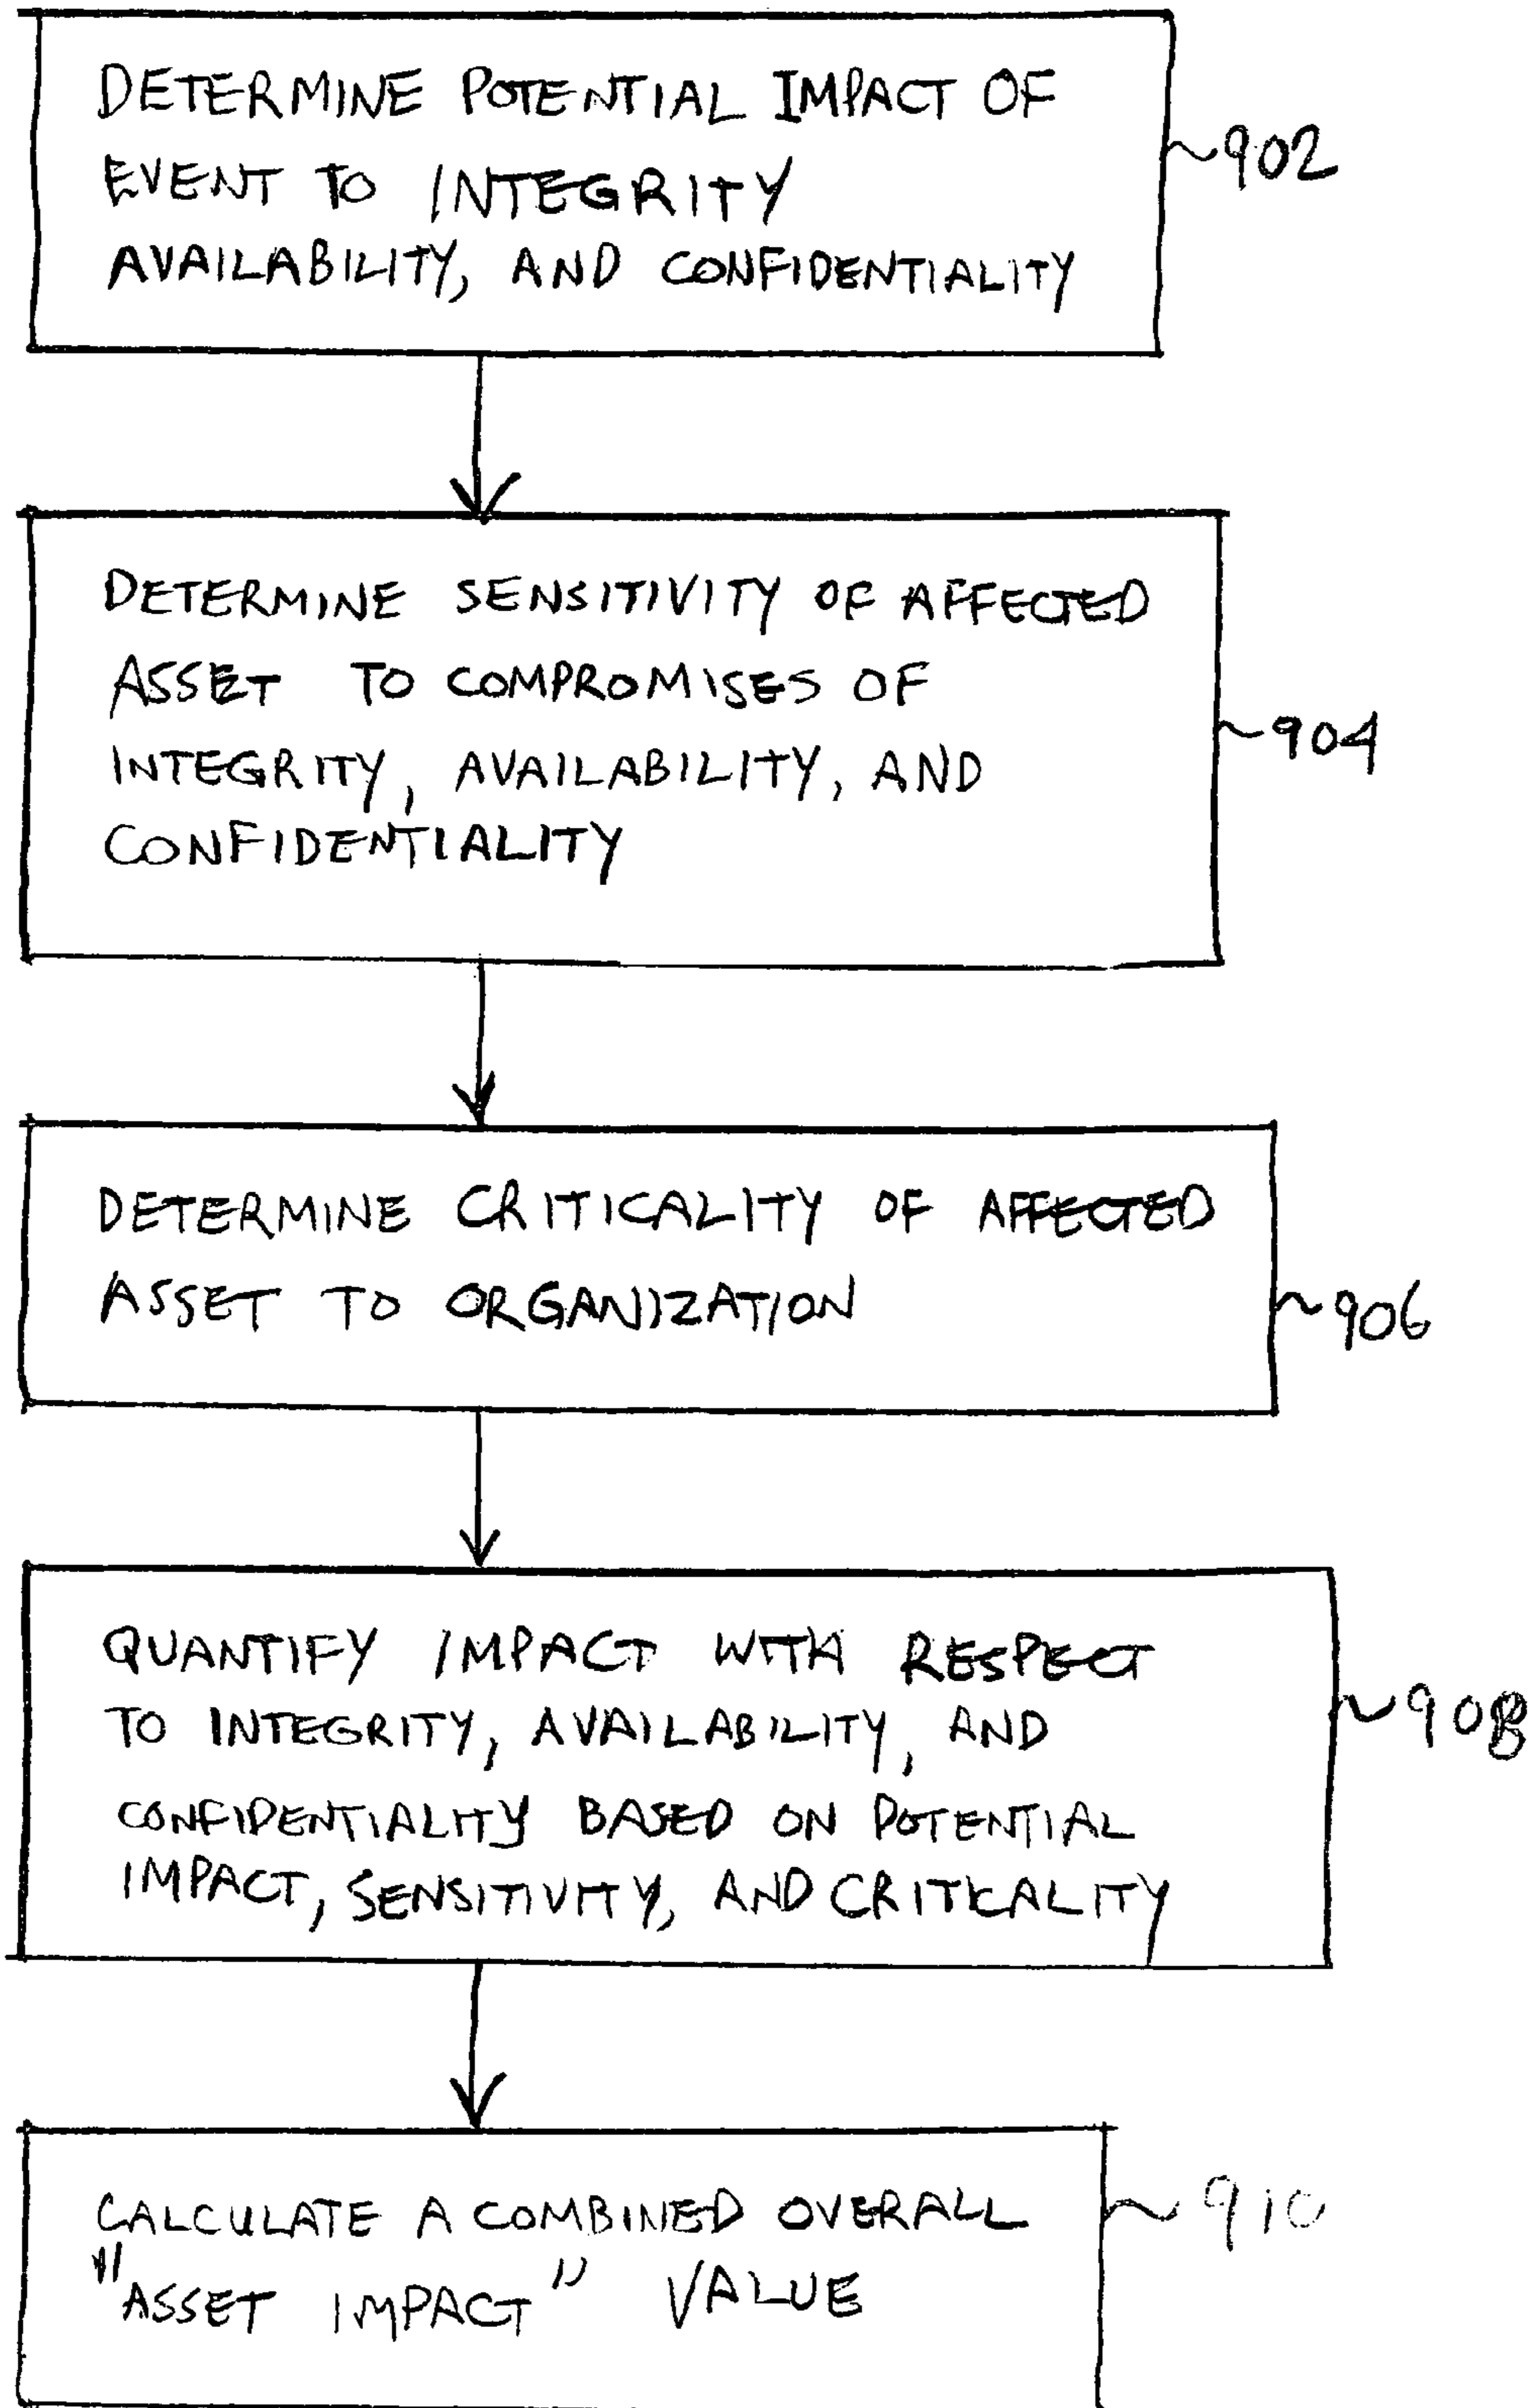 DETERMINE POTENTIAL IMPACT OF
EVENT TO INTEGRITY
AVAILABILITY, AND CONFIDENTIALITY
~902
DETERMINE SENSITIVITY OF AFFECTED
ASSET TO COMPROMISES OF
INTEGRITY, AVAILABILITY, AND
CONFIDENTIALITY
~904
DETERMINE CRITICALITY OF AFFECTED
ASSET TO ORGANIZATION
~906
QUANTIFY IMPACT WITH RESPECT
TO INTEGRITY, AVAILABILITY, AND
CONFIDENTIALITY BASED ON POTENTIAL
IMPACT, SENSITIVITY, AND CRITICALITY
~908
CALCULATE A COMBINED OVERALL
"ASSET IMPACT" VALUE
~910